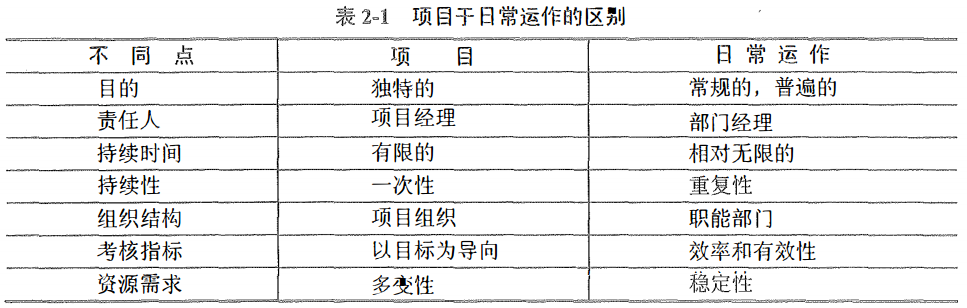 表 2-1 项目于日常运作的区别
不同点 项目 日常运作
目的 独特的 常规的，普遍的
责任人 项目经理 部门经理
持续时间 有限的 相对无限的
持续性 一次性 重复性
组织结构 项目组织 职能部门
考核指标 以目标为导向 效率和有效性
资源需求 多变性 稳定性